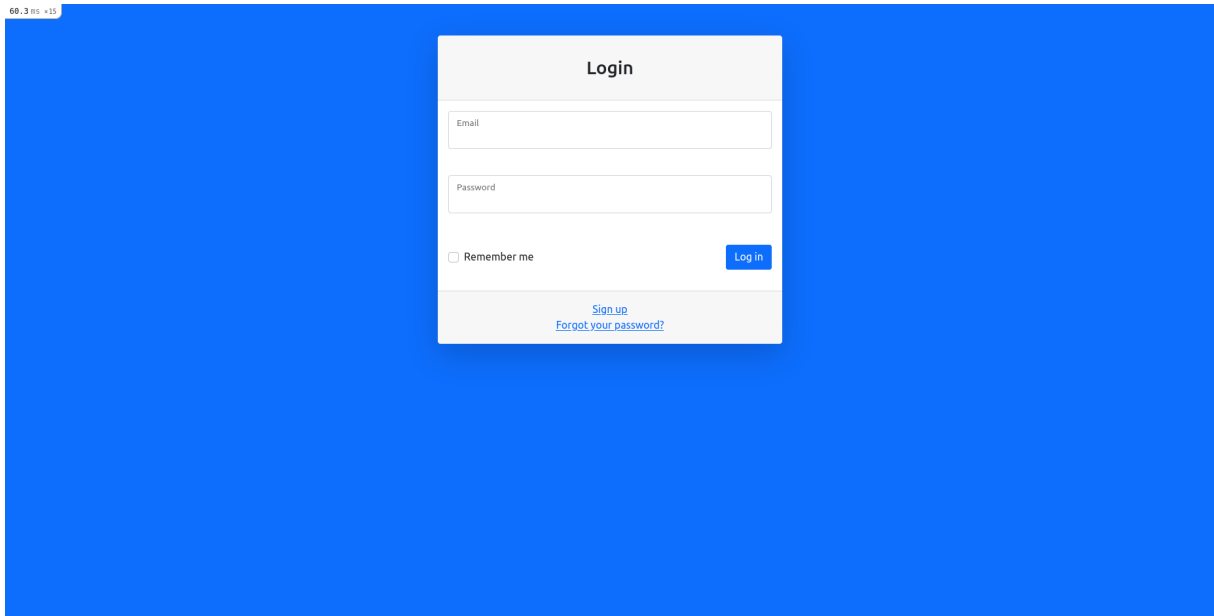 60.3 ms ×15
Login
Email
Password
Remember me
Log in
Sign up
Forgot your password?